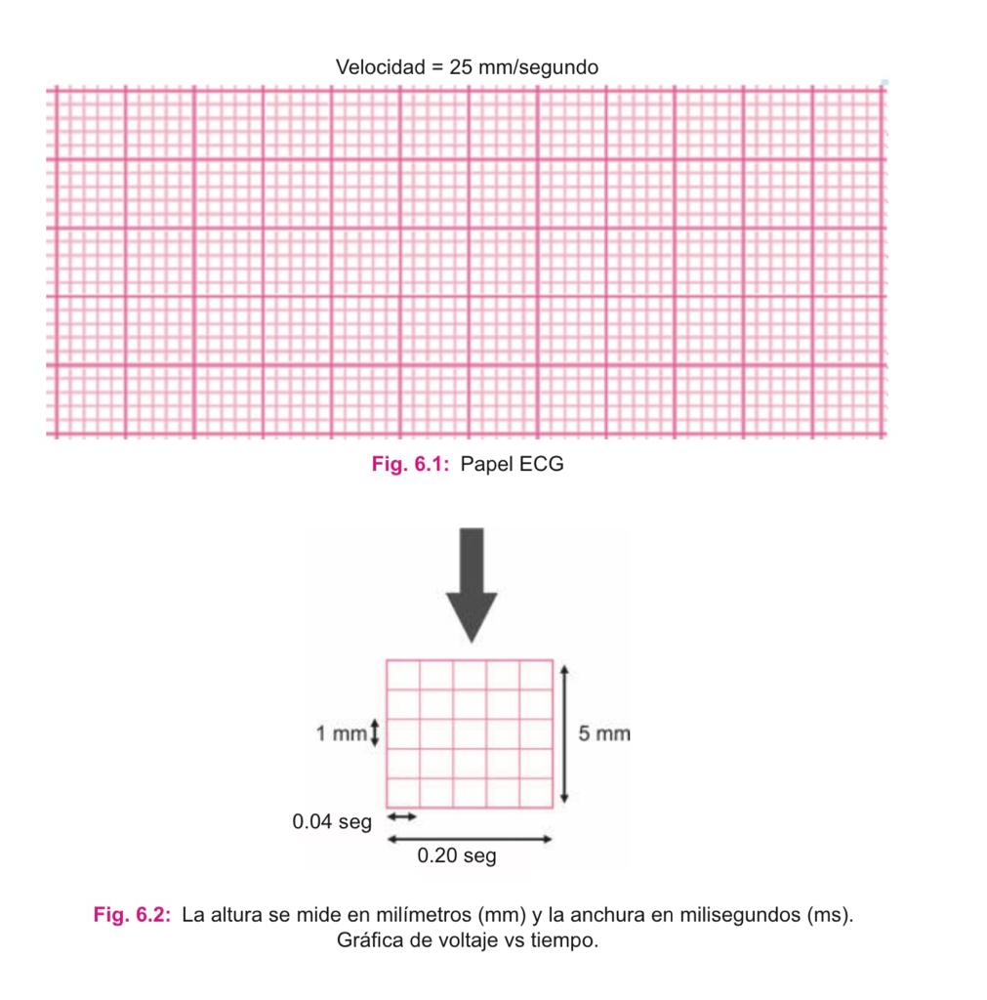 Velocidad = 25 mm/segundo
Fig. 6.1: Papel ECG
1 mm
5 mm
0.04 seg
0.20 seg
Fig. 6.2: La altura se mide en milímetros (mm) y la anchura en milisegundos (ms).
Gráfica de voltaje vs tiempo.